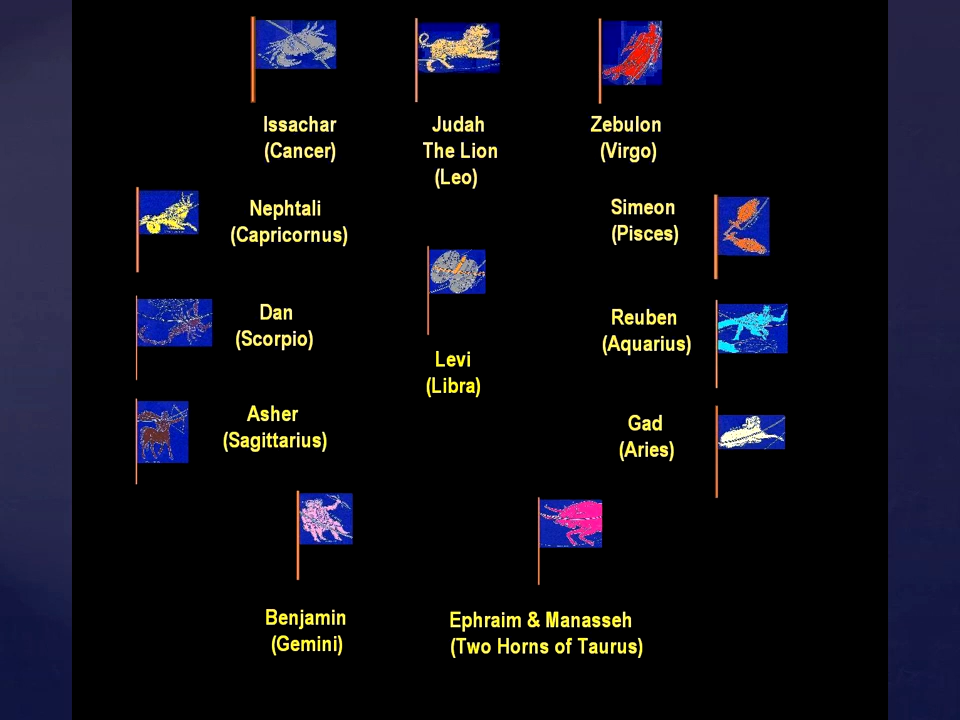 Issachar
(Cancer)
Judah
The Lion
(Leo)
Zebulon
(Virgo)
Nephtali
(Capricornus)
Simeon
(Pisces)
Dan
(Scorpio)
Levi
(Libra)
Reuben
(Aquarius)
Asher
(Sagittarius)
Gad
(Aries)
Benjamin
(Gemini)
Ephraim & Manasseh
(Two Horns of Taurus)